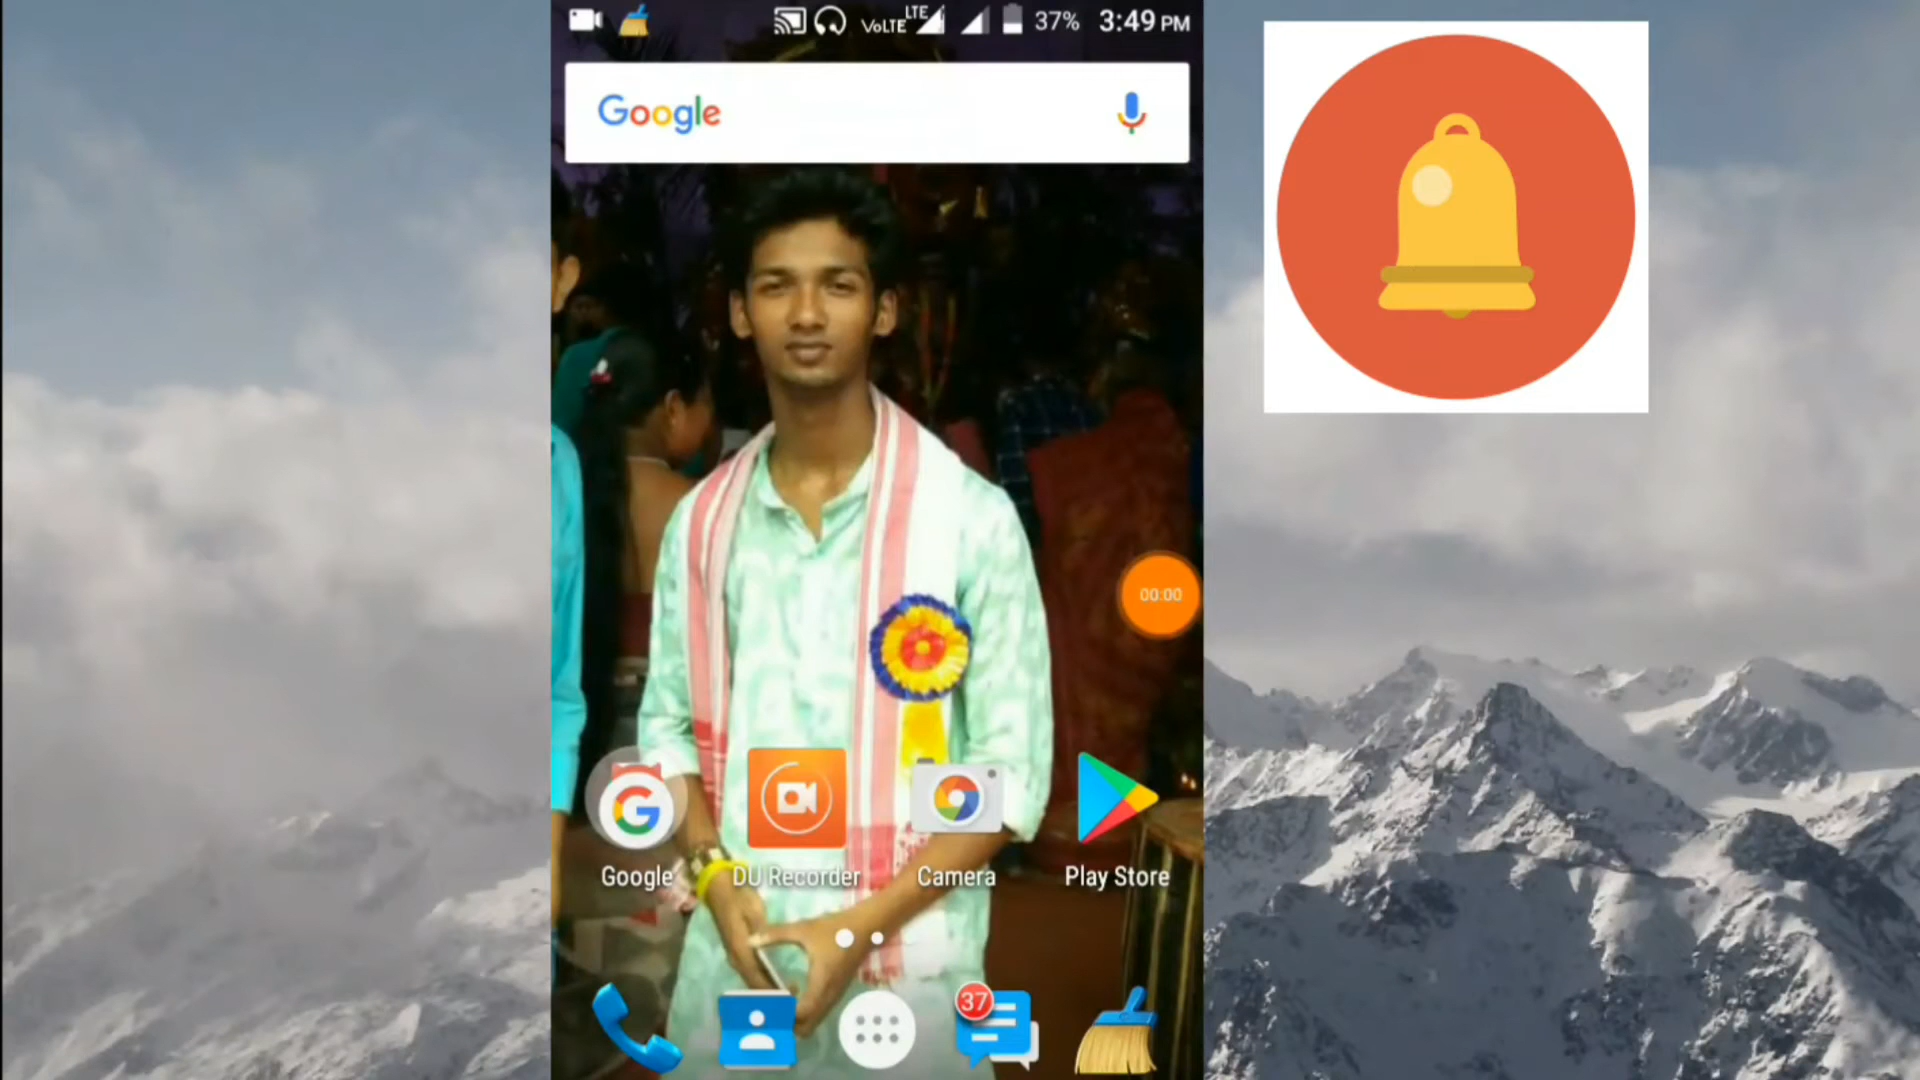 VoLTE LTE 37% 3:49 PM
Google
00:00
Google DU Recorder Camera Play Store
37